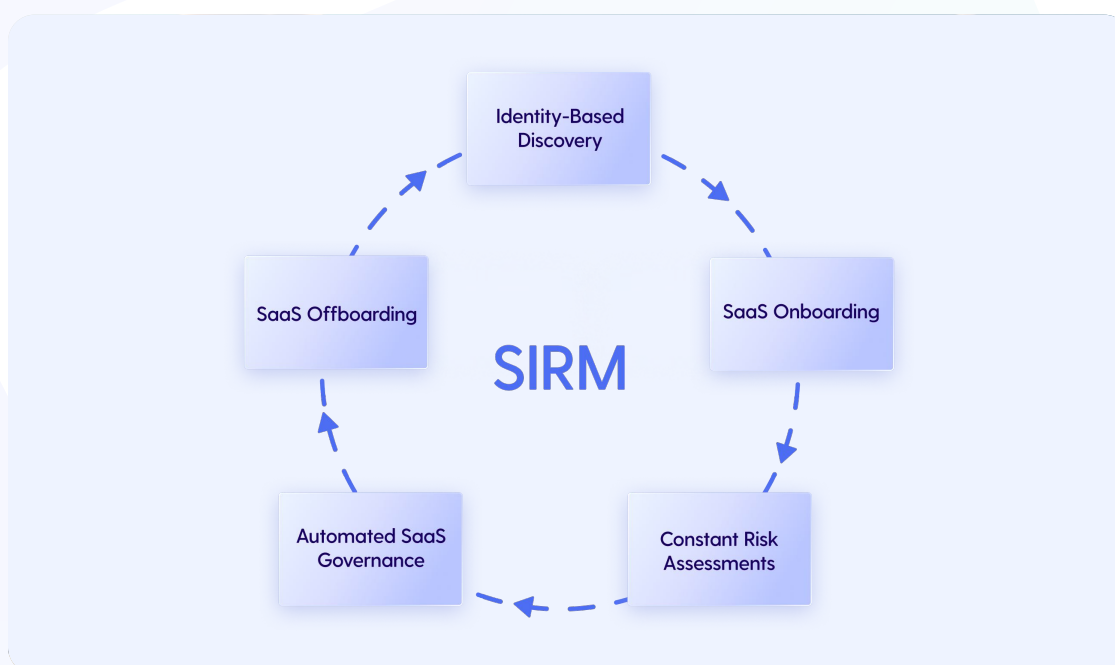 Identity-Based
Discovery
SaaS Offboarding
SaaS Onboarding
SIRM
Automated SaaS
Governance
Constant Risk
Assessments